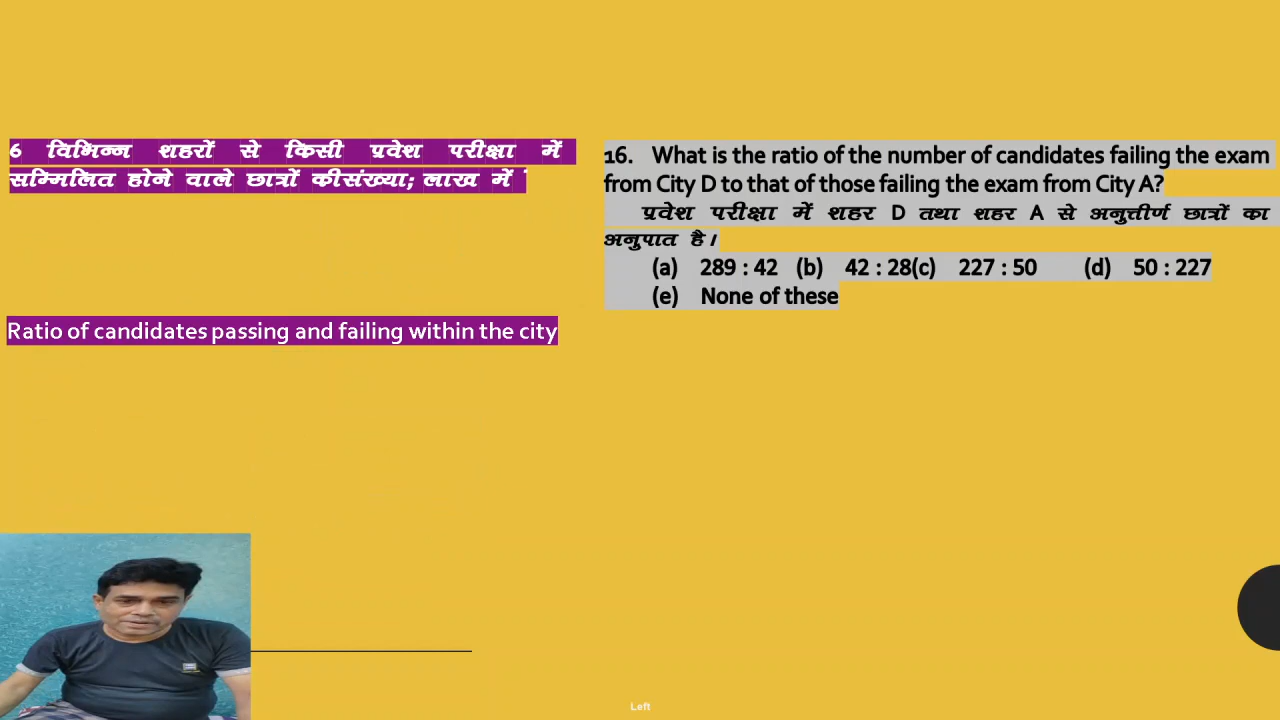 6 विभिन्न शहरों से किसी प्रवेश परीक्षा में
सम्मिलित होने वाले छात्रों कीसंख्या; लाख में
Ratio of candidates passing and failing within the city
16. What is the ratio of the number of candidates failing the exam
from City D to that of those failing the exam from City A?
प्रवेश परीक्षा में शहर D तथा शहर A से अनुत्तीर्ण छात्रों का
अनुपात है।
(a) 289 : 42 (b) 42 : 28(c) 227 : 50 (d) 50 : 227
(e) None of these
Left